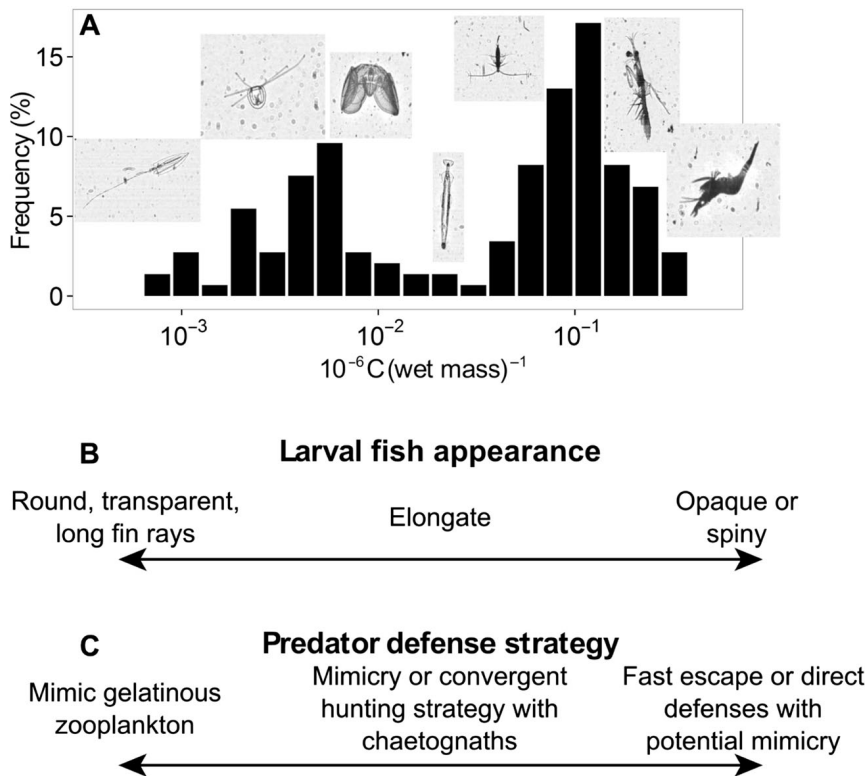 A
Frequency (%)
15
10
5
0
10⁻³
10⁻²
10⁻¹
10⁻⁶C(wet mass)⁻¹
B
Larval fish appearance
Round, transparent,
long fin rays
Elongate
Opaque or
spiny
C
Predator defense strategy
Mimic gelatinous
zooplankton
Mimicry or convergent
hunting strategy with
chaetognaths
Fast escape or direct
defenses with
potential mimicry